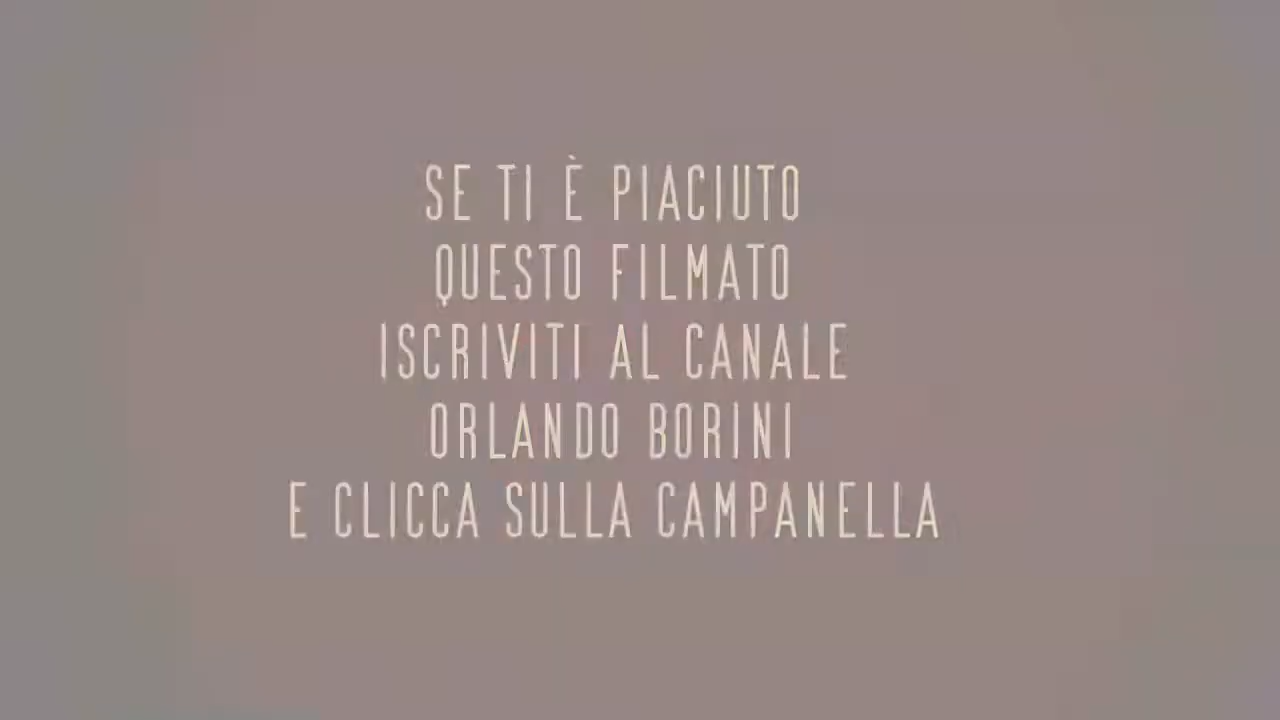 SE TI È PIACIUTO
QUESTO FILMATO
ISCRIVITI AL CANALE
ORLANDO BORINI
E CLICCA SULLA CAMPANELLA